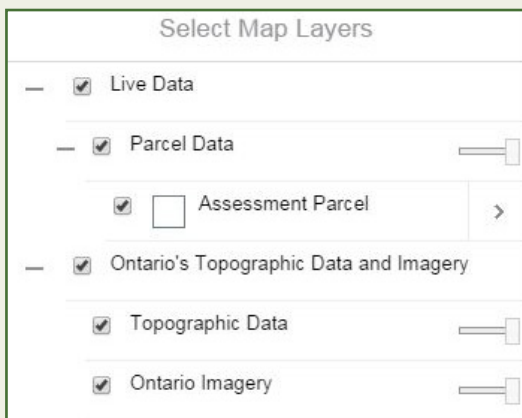 Select Map Layers
Live Data
Parcel Data
Assessment Parcel
Ontario's Topographic Data and Imagery
Topographic Data
Ontario Imagery